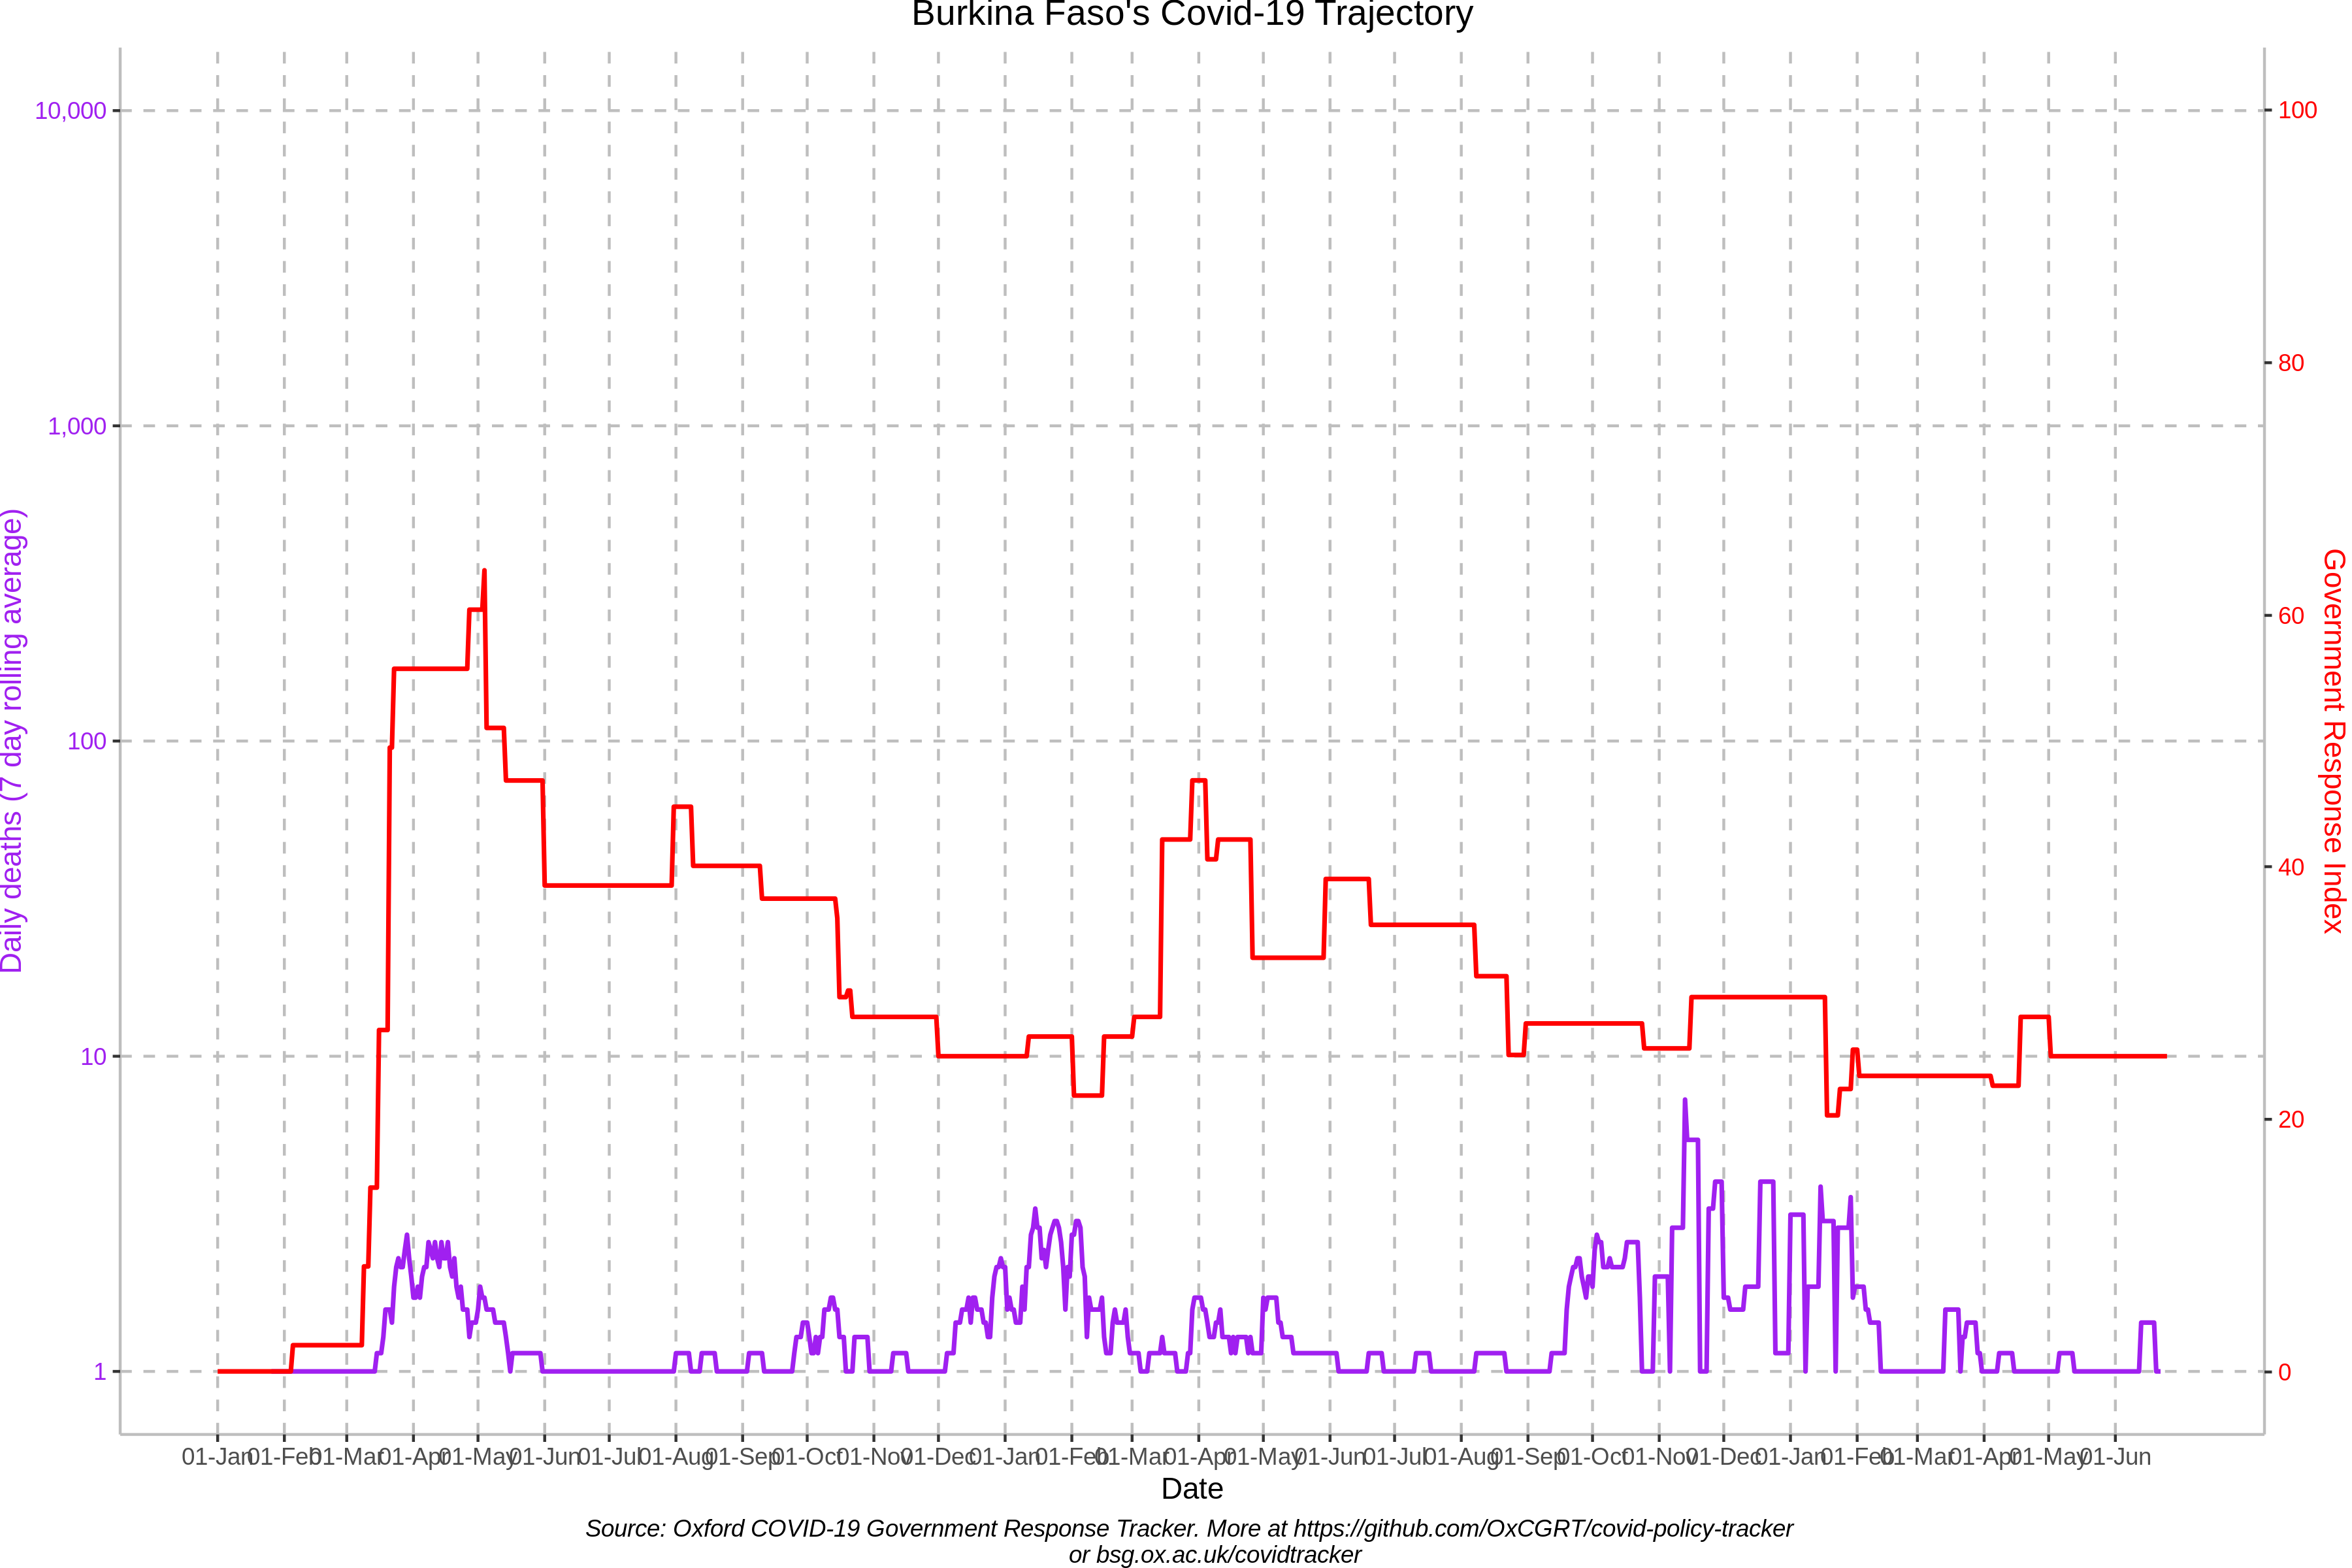 Burkina Faso's Covid-19 Trajectory
10,000
1,000
100
10
1
Daily deaths (7 day rolling average)
100
80
60
40
20
0
Government Response Index
01-Jan 01-Feb 01-Mar 01-Apr 01-May 01-Jun 01-Jul 01-Aug 01-Sep 01-Oct 01-Nov 01-Dec 01-Jan 01-Feb 01-Mar 01-Apr 01-May 01-Jun 01-Jul 01-Aug 01-Sep 01-Oct 01-Nov 01-Dec 01-Jan 01-Feb 01-Mar 01-Apr 01-May 01-Jun
Date
Source: Oxford COVID-19 Government Response Tracker. More at https://github.com/OxCGRT/covid-policy-tracker
or bsg.ox.ac.uk/covidtracker